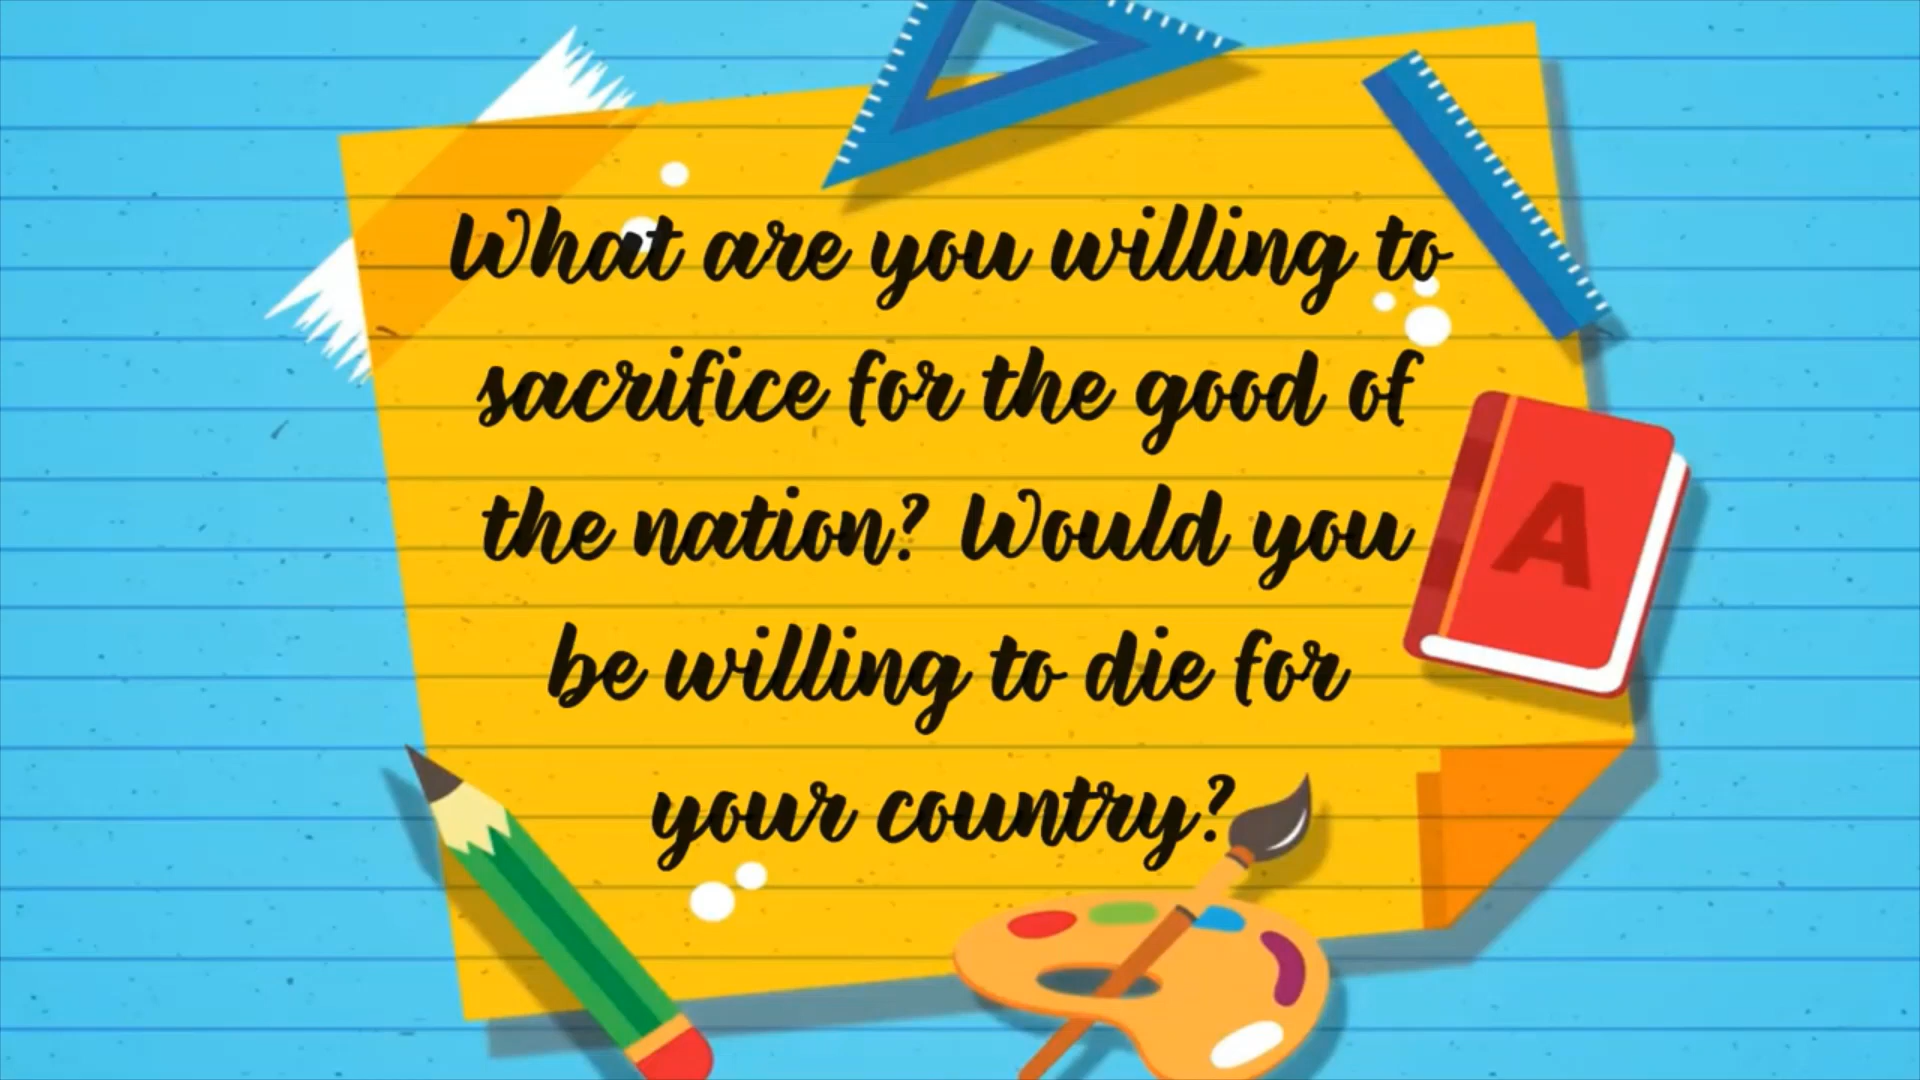 What are you willing to
sacrifice for the good of
the nation? Would you
be willing to die for
your country?
A